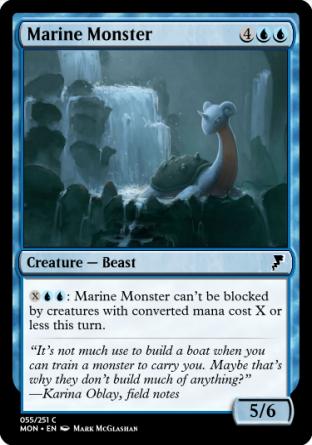 Marine Monster 4
Creature — Beast
X: Marine Monster can't be blocked
by creatures with converted mana cost X or
less this turn.
"It's not much use to build a boat when you
can train a monster to carry you. Maybe that's
why they don't build much of anything?"
—Karina Oblay, field notes
5/6
055/251 C
MON • EN Mark McGlashan